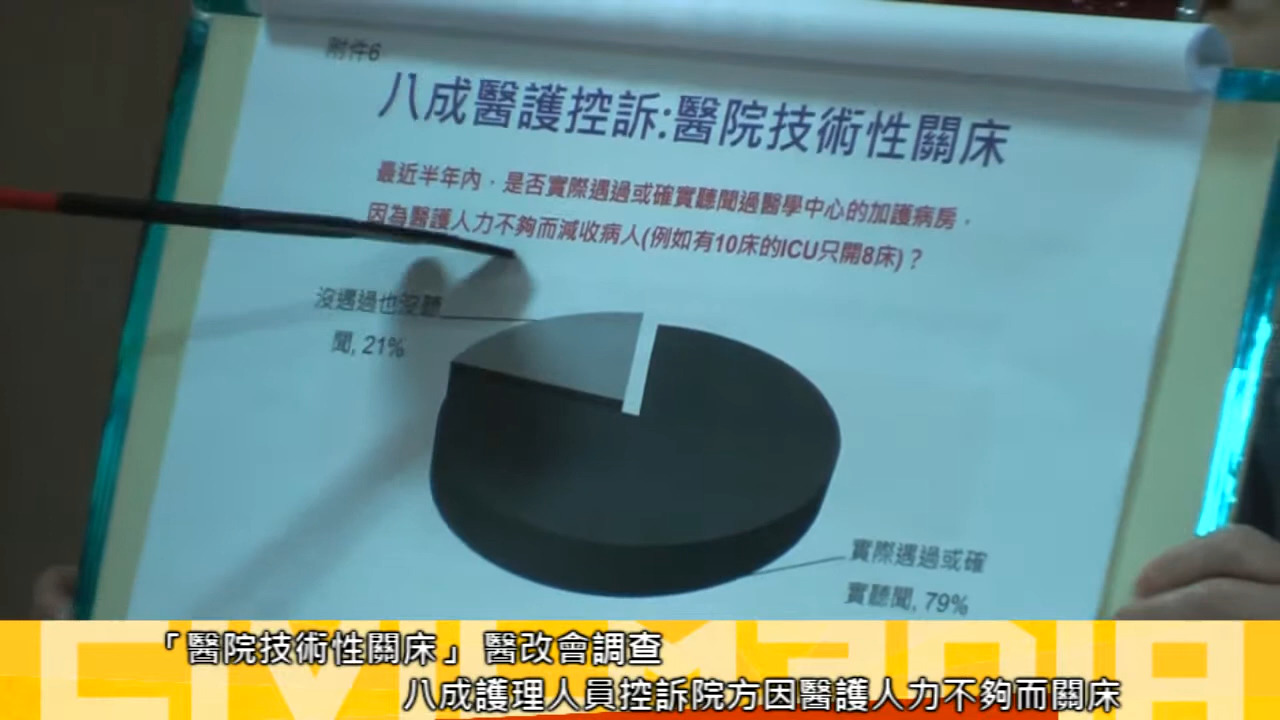 附件6
八成醫護控訴:醫院技術性關床
最近半年內，是否實際遇過或確實聽聞過醫學中心的加護病房，
因為醫護人力不夠而減收病人(例如有10床的ICU只開8床)？
沒遇過也沒聽
聞, 21%
實際遇過或確
實聽聞, 79%
「醫院技術性關床」 醫改會調查
八成護理人員控訴院方因醫護人力不夠而關床